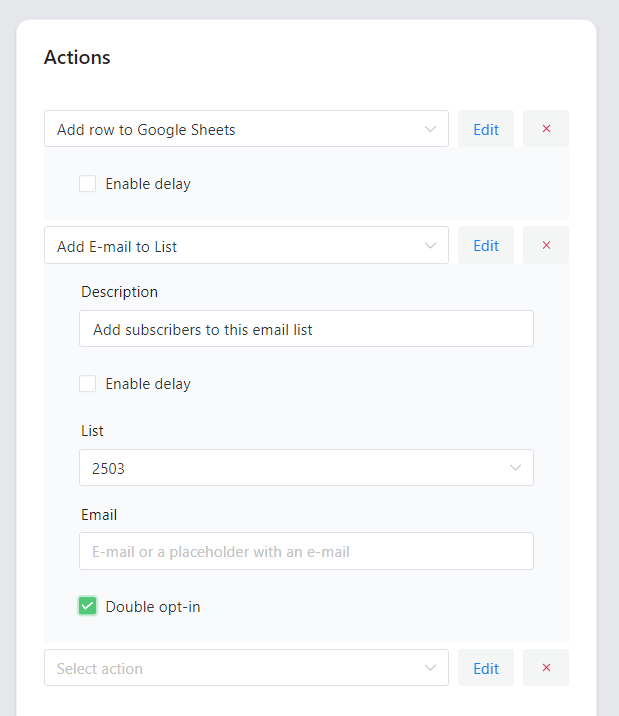 Actions
Add row to Google Sheets Edit ×
Enable delay
Add E-mail to List Edit ×
Description
Add subscribers to this email list
Enable delay
List
2503
Email
E-mail or a placeholder with an e-mail
Double opt-in
Select action Edit ×